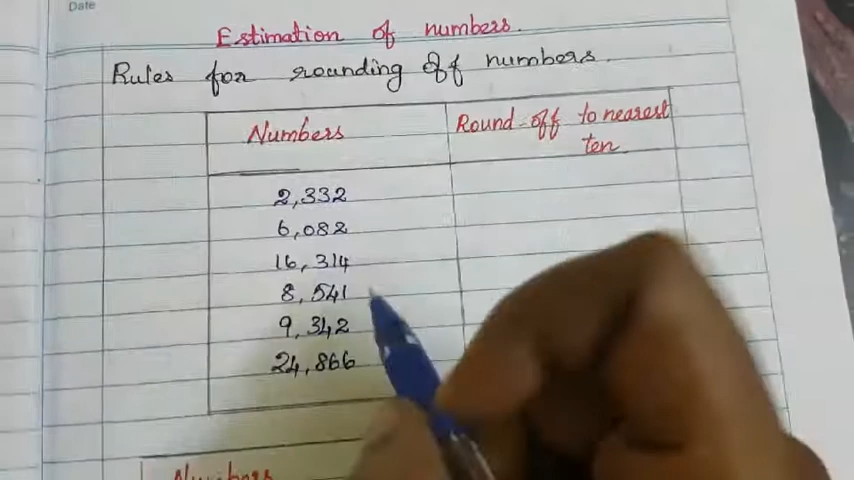 Date
Estimation of numbers.
Rules for rounding off numbers.
Numbers
Round-off to nearest
ten
2,332
6,082
16,314
8,541
9,342
24,866
Numbers